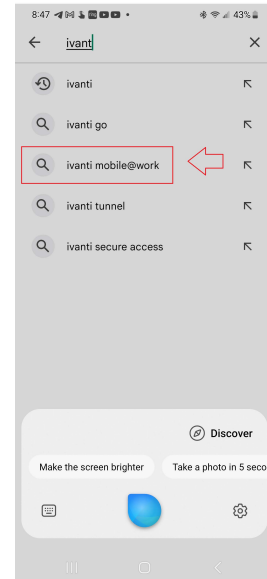 8:47
43%
ivant
ivanti
ivanti go
ivanti mobile@work
ivanti tunnel
ivanti secure access
Discover
Make the screen brighter
Take a photo in 5 seco